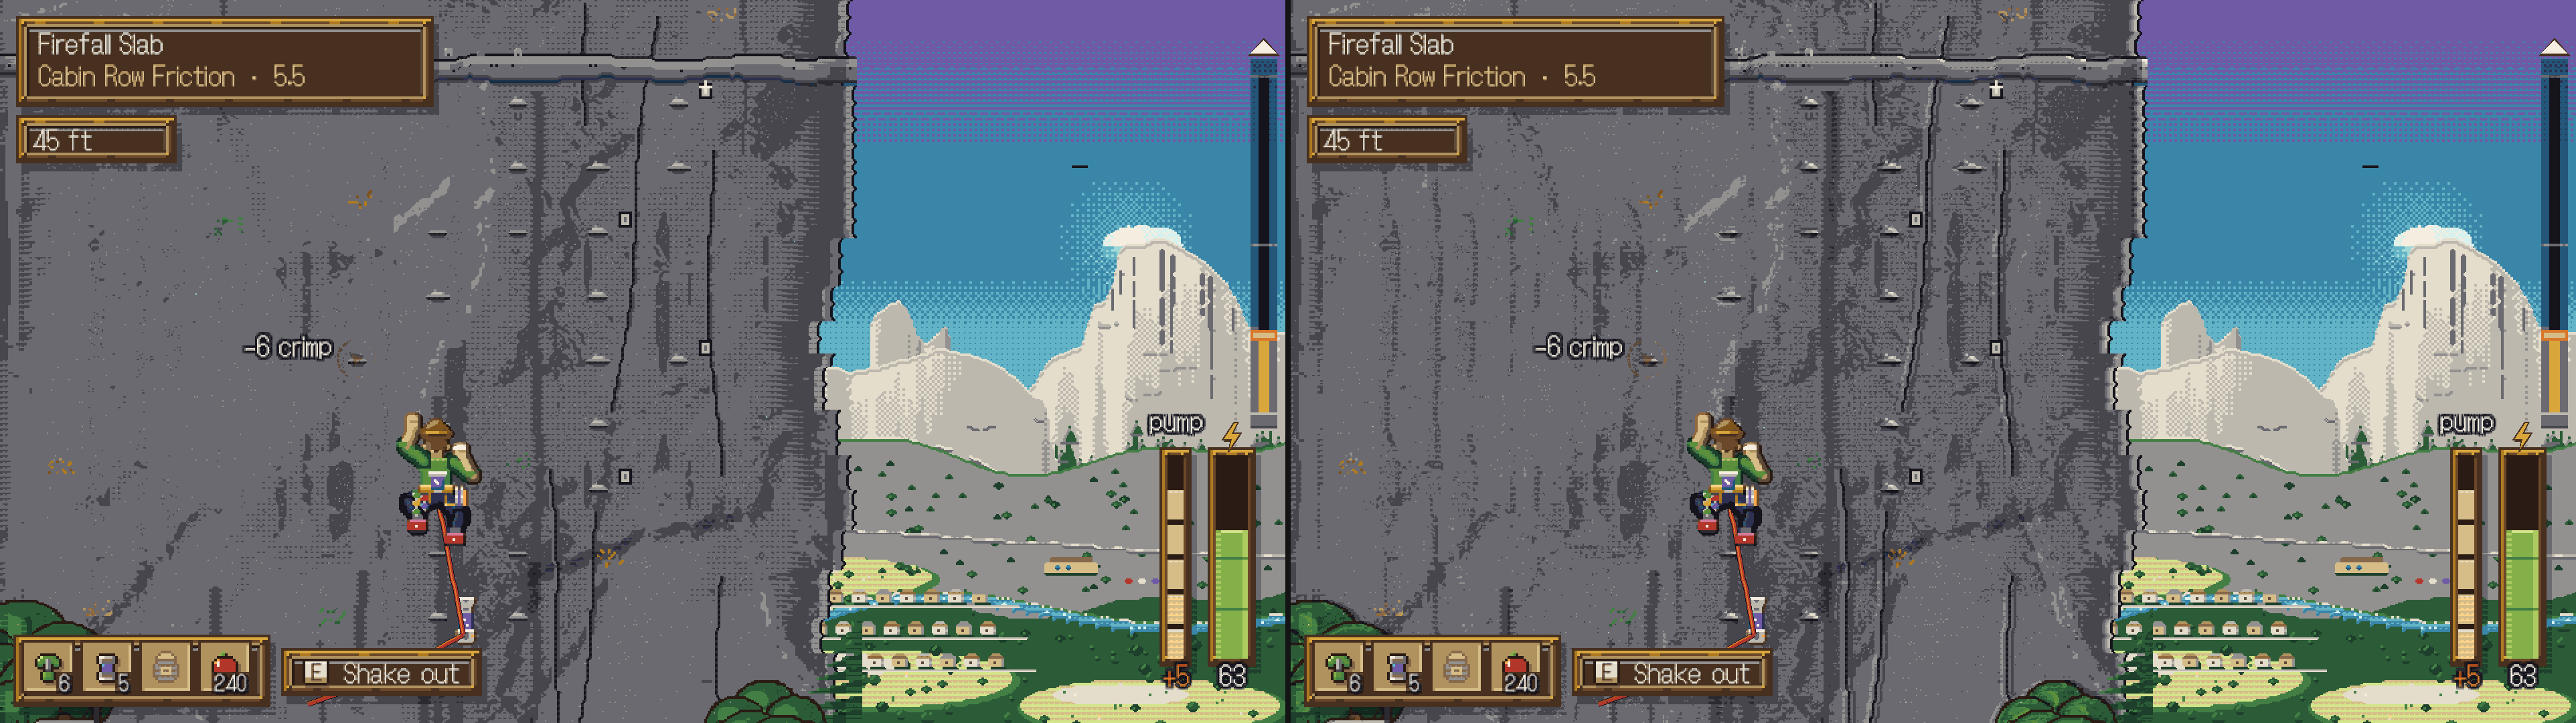 Firefall Slab
Cabin Row Friction · 5.5
45 ft
-6 crimp
pump
6
5
240
E Shake out
+5
63
Firefall Slab
Cabin Row Friction · 5.5
45 ft
-6 crimp
pump
6
5
240
E Shake out
+5
63